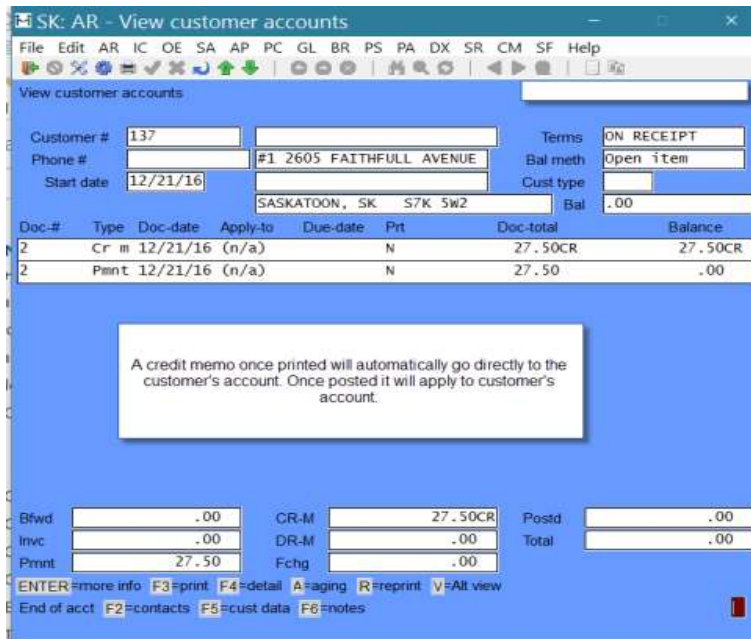 SK: AR - View customer accounts
File Edit AR IC OE SA AP PC GL BR PS PA DX SR CM SF Help
View customer accounts
Customer # 137 Terms ON RECEIPT
Phone # #1 2605 FAITHFULL AVENUE Bal meth Open item
Start date 12/21/16 Cust type
SASKATOON, SK S7K 5W2 Bal .00
Doc-# Type Doc-date Apply-to Due-date Prt Doc-total Balance
2 Cr m 12/21/16 (n/a) N 27.50CR 27.50CR
2 Pmnt 12/21/16 (n/a) N 27.50 .00
A credit memo once printed will automatically go directly to the
customer's account. Once posted it will apply to customer's
account.
Bfwd .00 CR-M 27.50CR Postd .00
Invc .00 DR-M .00 Total .00
Pmnt 27.50 Fchg .00
ENTER=more info F3=print F4=detail A=aging R=reprint V=Alt view
End of acct F2=contacts F5=cust data F6=notes